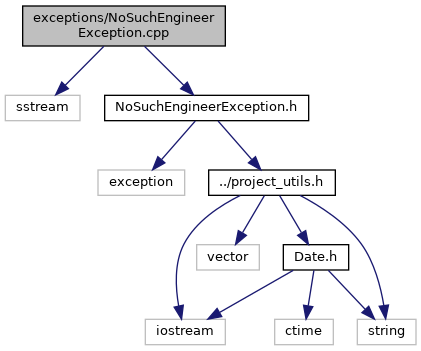 exceptions/NoSuchEngineer
Exception.cpp
sstream
NoSuchEngineerException.h
exception
../project_utils.h
vector
Date.h
iostream
ctime
string